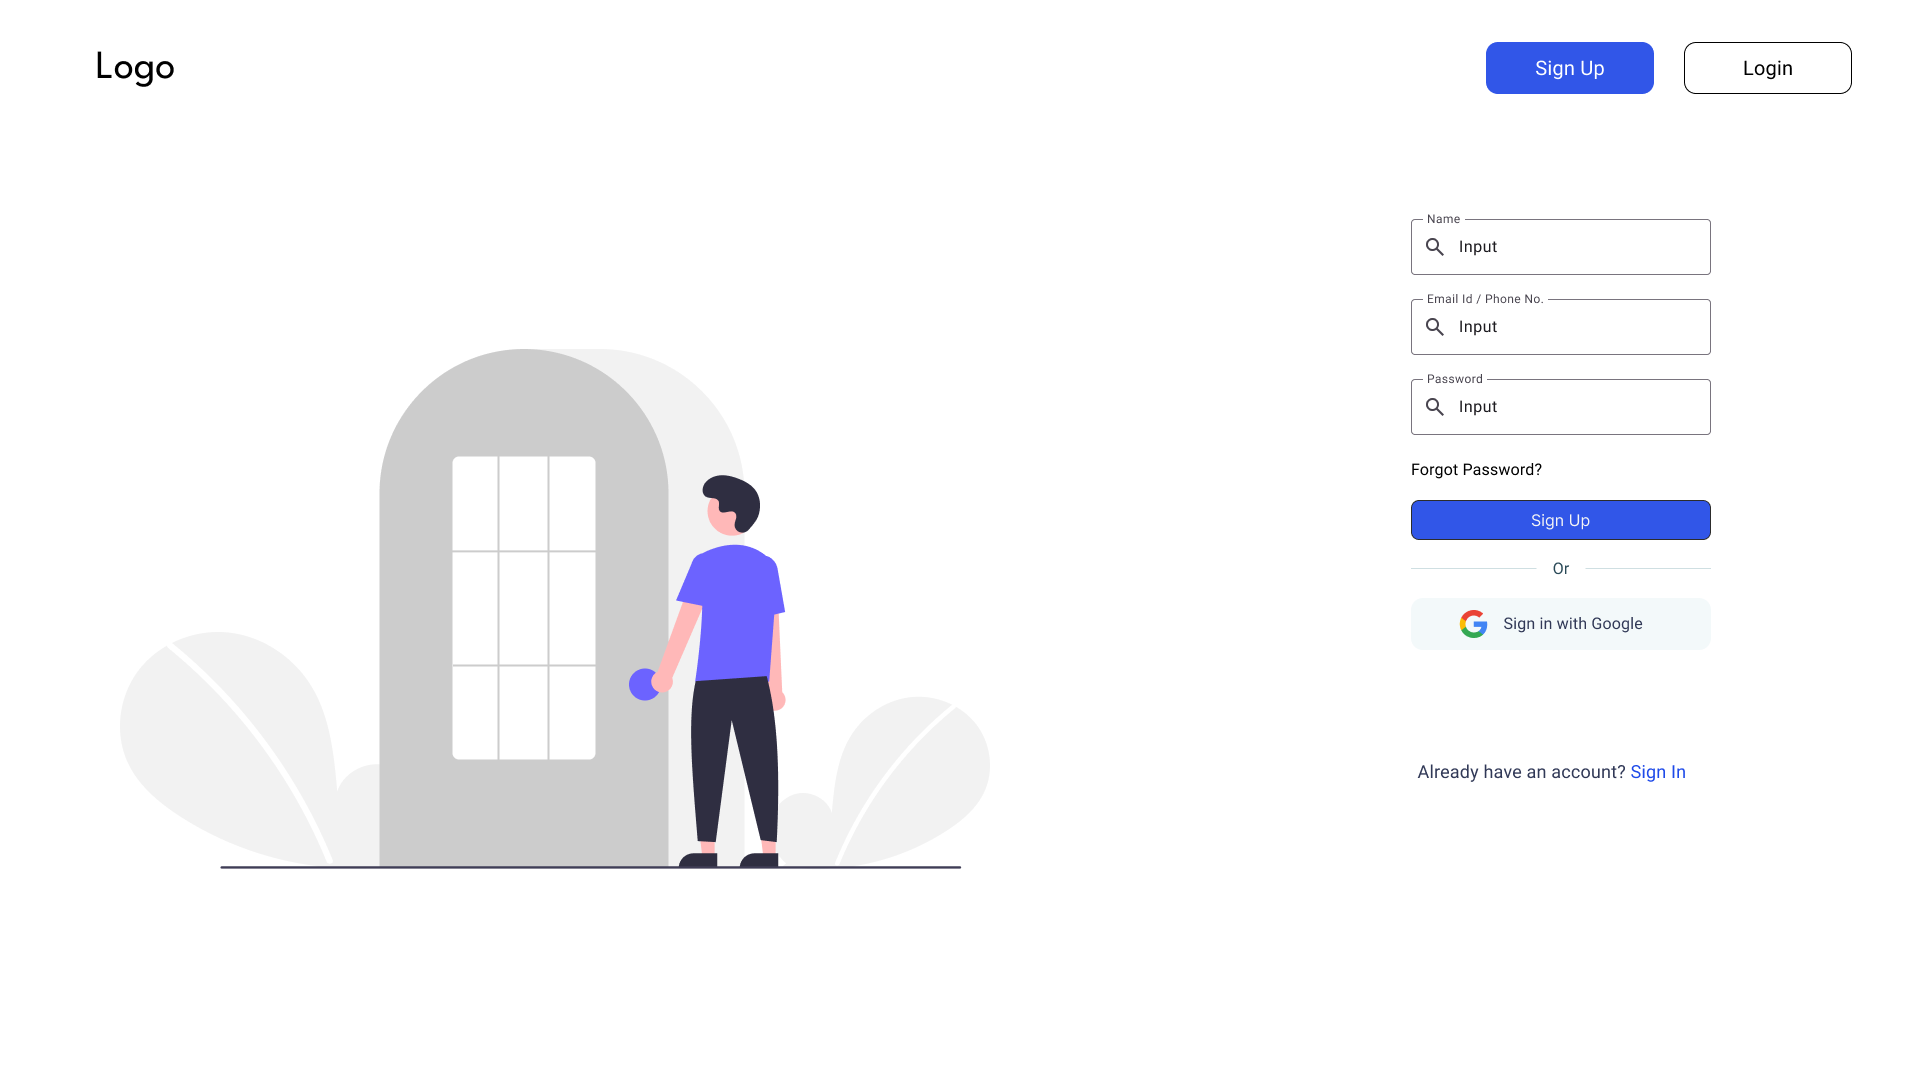 Logo
Sign Up
Login
Name
Input
Email Id / Phone No.
Input
Password
Input
Forgot Password?
Sign Up
Or
Sign in with Google
Already have an account? Sign In